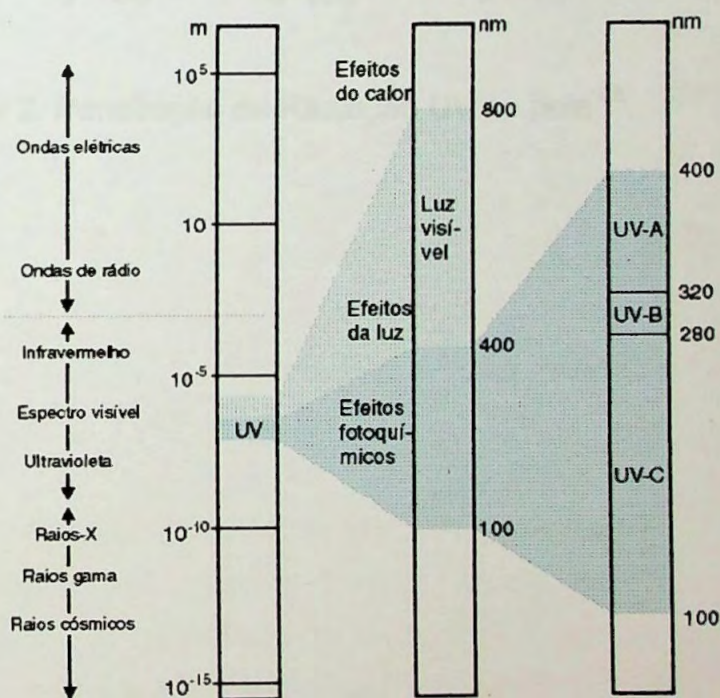 m
10⁵
10
10⁻⁵
UV
10⁻¹⁰
10⁻¹⁵
Ondas elétricas
Ondas de rádio
Infravermelho
Espectro visível
Ultravioleta
Raios-X
Raios gama
Raios cósmicos
Efeitos
do calor
Efeitos
da luz
Efeitos
fotoquí-
micos
nm
800
Luz
visí-
vel
400
100
nm
400
UV-A
320
UV-B
280
UV-C
100